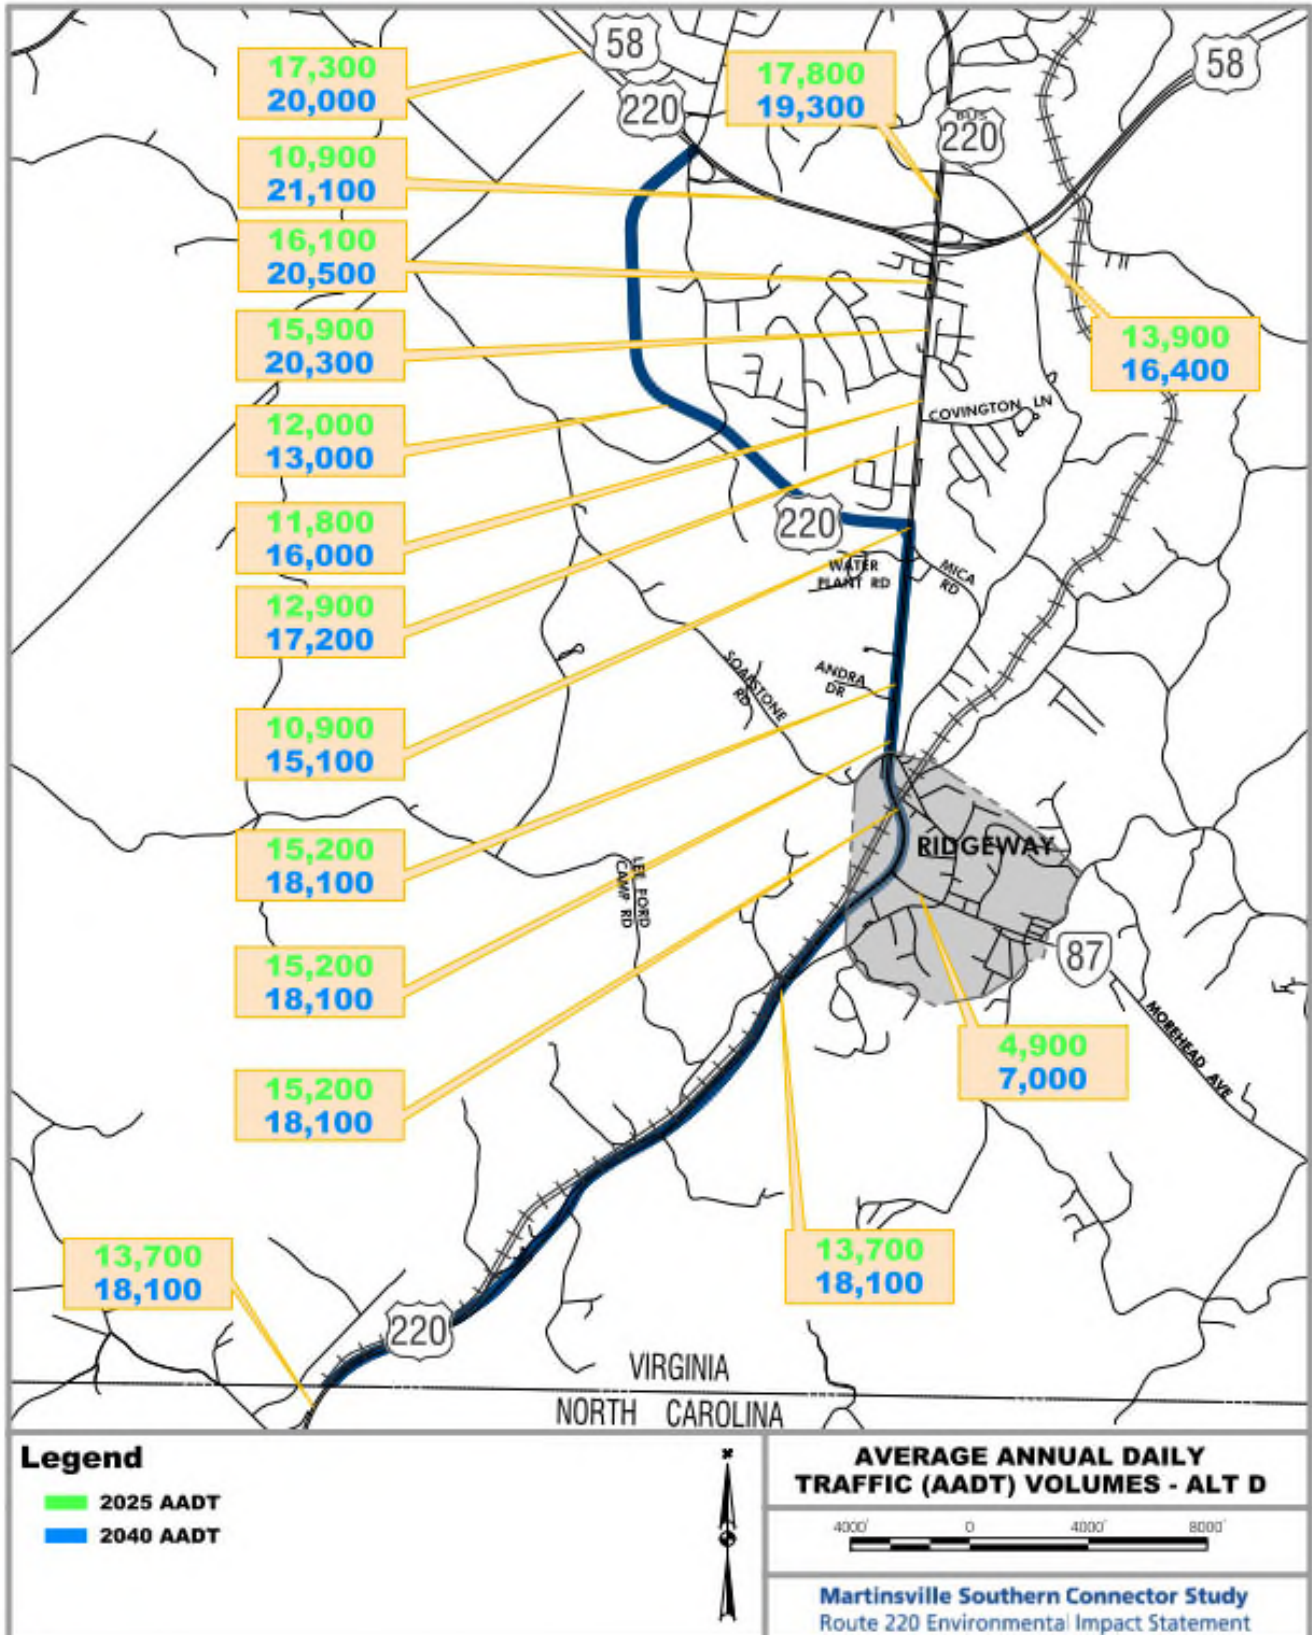 58
17,300
20,000
220
17,800
19,300
BUS
220
58
10,900
21,100
16,100
20,500
15,900
20,300
13,900
16,400
12,000
13,000
COVINGTON LN
11,800
16,000
220
12,900
17,200
WATER
PLANT RD
MICA
RD
SOAPSTONE
RD
ANDRA
DR
10,900
15,100
15,200
18,100
RIDGEWAY
LEE FORD
CAMP RD
15,200
18,100
87
MOREHEAD AVE
4,900
7,000
15,200
18,100
13,700
18,100
13,700
18,100
220
VIRGINIA
NORTH CAROLINA
Legend
2025 AADT
2040 AADT
AVERAGE ANNUAL DAILY
TRAFFIC (AADT) VOLUMES - ALT D
4000' 0 4000' 8000'
Martinsville Southern Connector Study
Route 220 Environmental Impact Statement